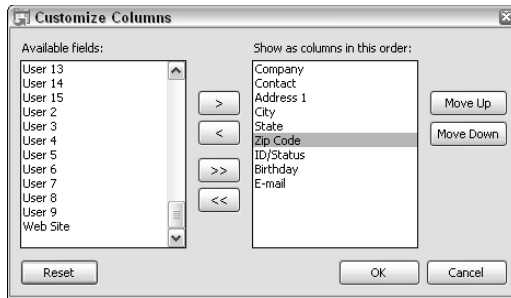 Customize Columns
Available fields:
User 13
User 14
User 15
User 2
User 3
User 4
User 5
User 6
User 7
User 8
User 9
Web Site
>
<
>>
<<
Show as columns in this order:
Company
Contact
Address 1
City
State
Zip Code
ID/Status
Birthday
E-mail
Move Up
Move Down
Reset
OK
Cancel